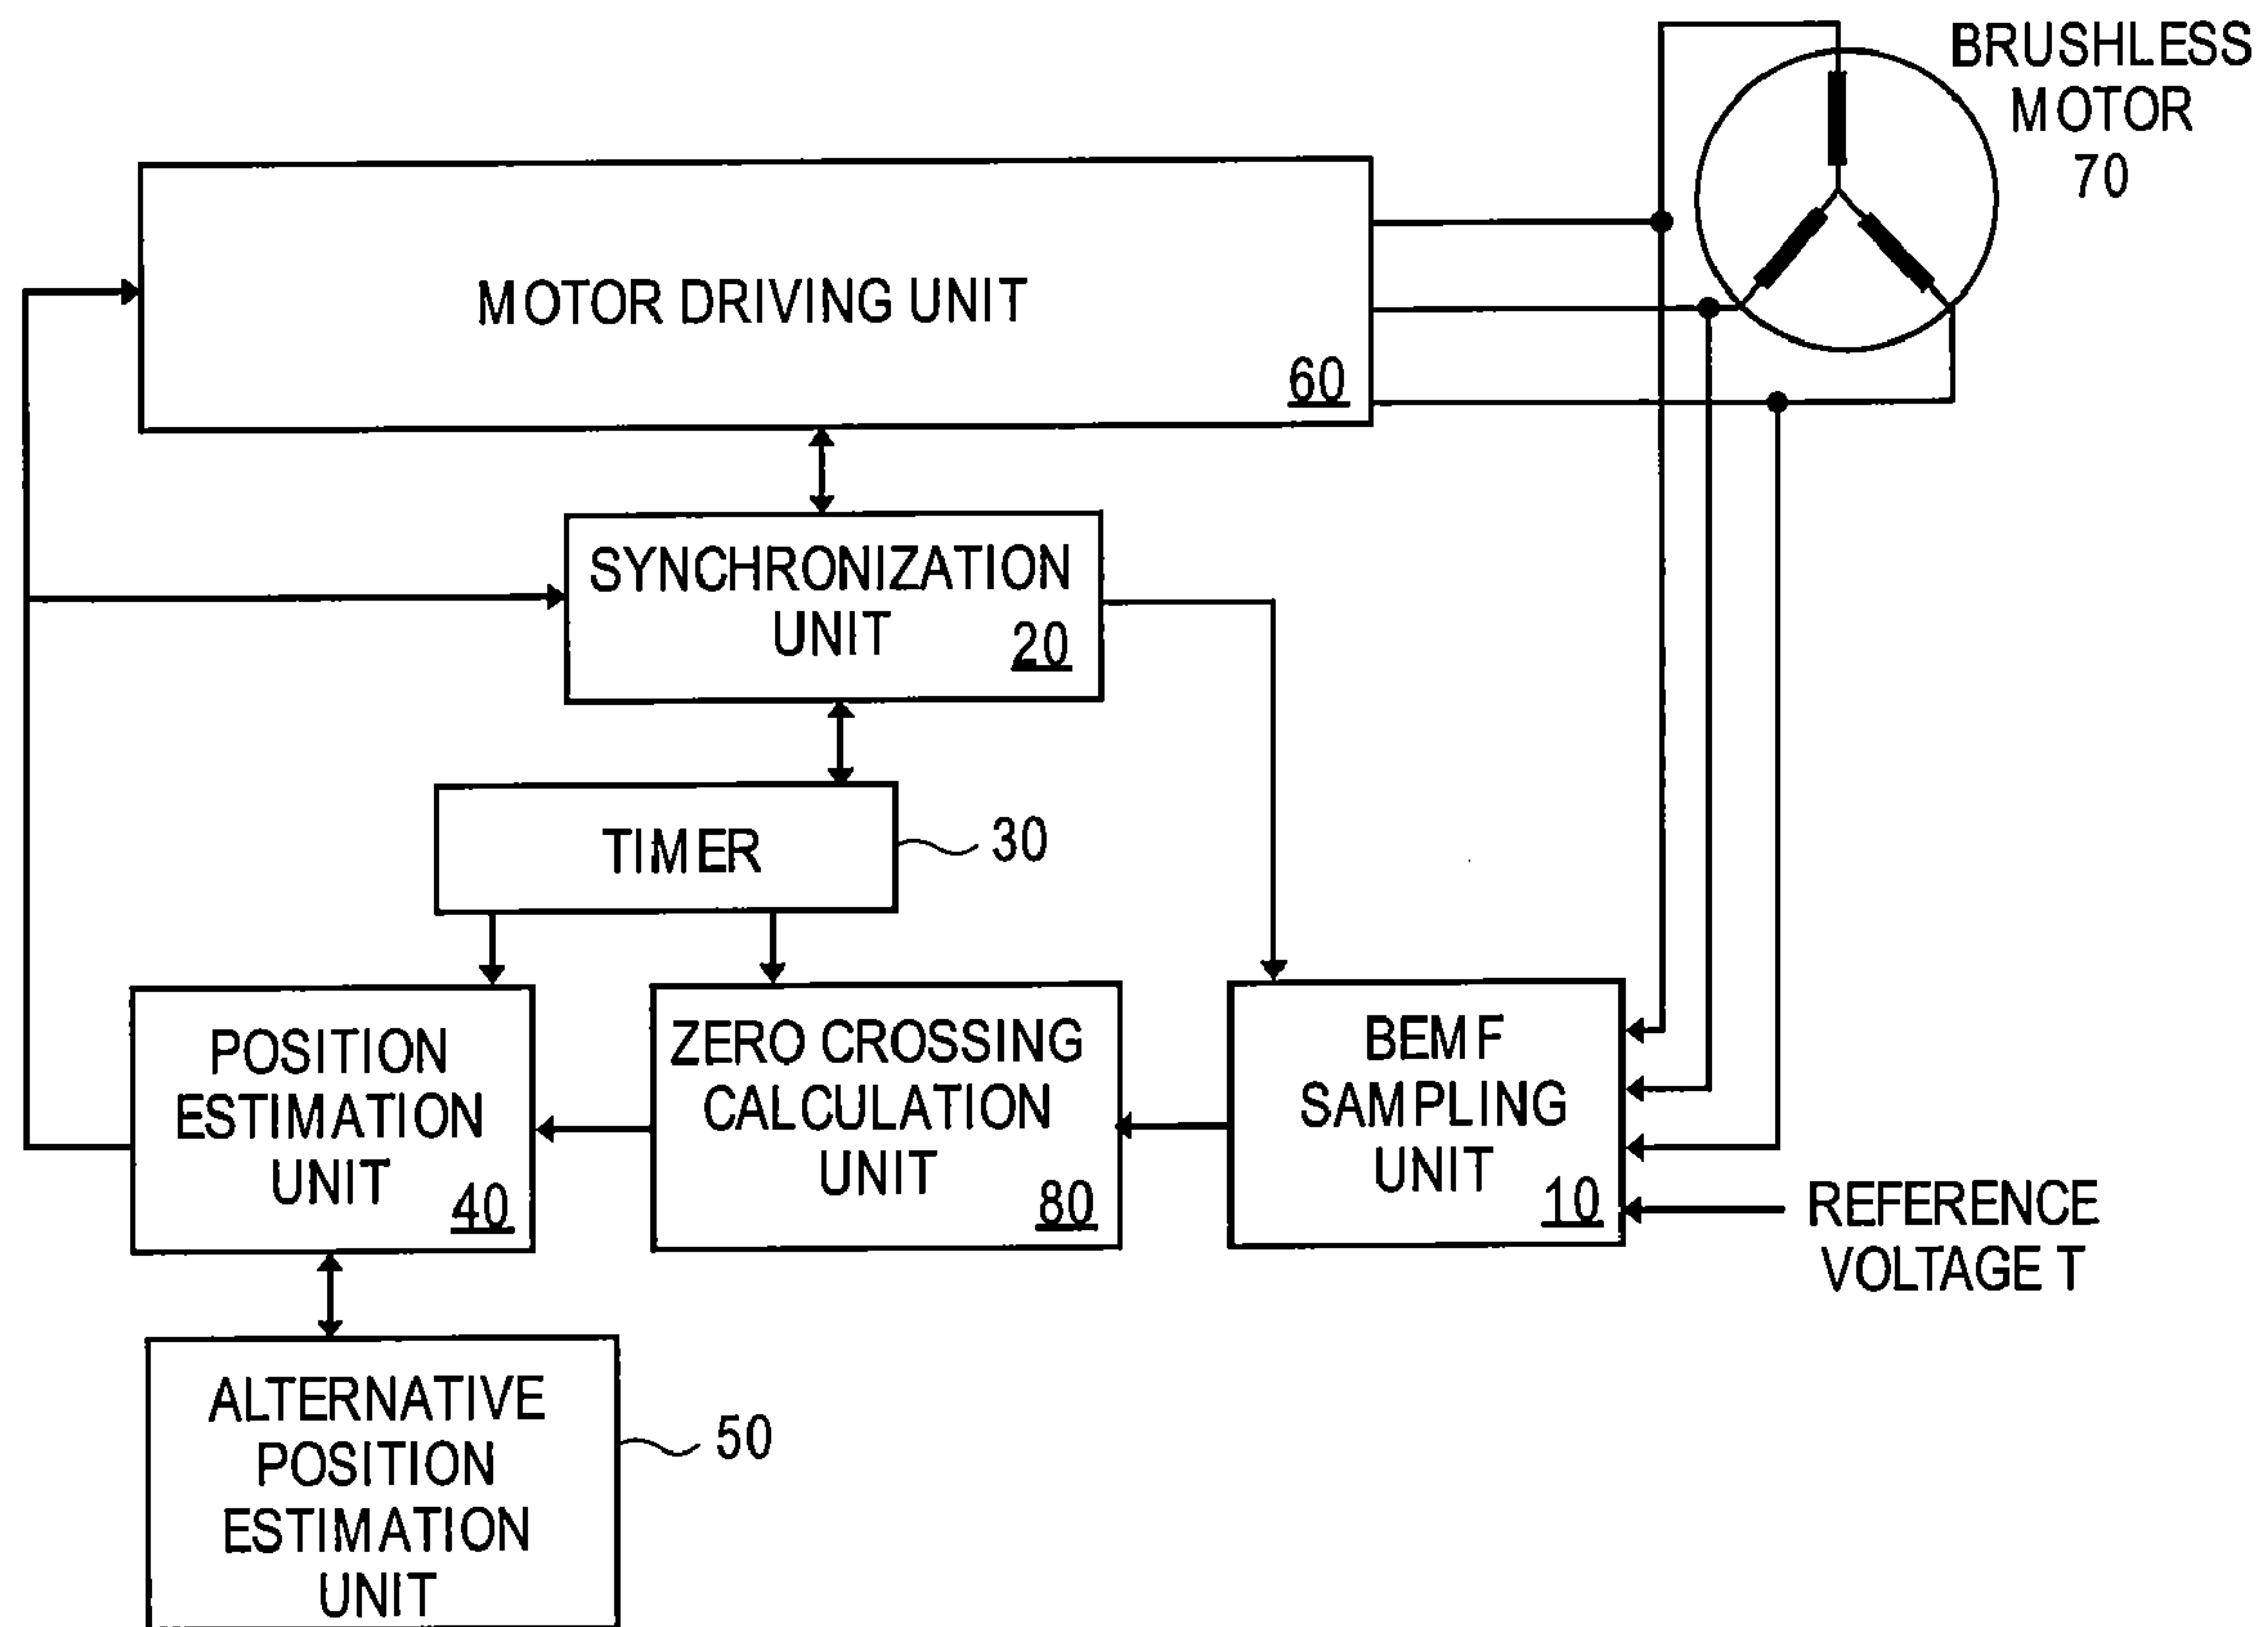 BRUSHLESS
MOTOR
70
MOTOR DRIVING UNIT
60
SYNCHRONIZATION
UNIT
20
TIMER
30
POSITION
ESTIMATION
UNIT
40
ZERO CROSSING
CALCULATION
UNIT
80
BEMF
SAMPLING
UNIT
10
REFERENCE
VOLTAGE T
ALTERNATIVE
POSITION
ESTIMATION
UNIT
50